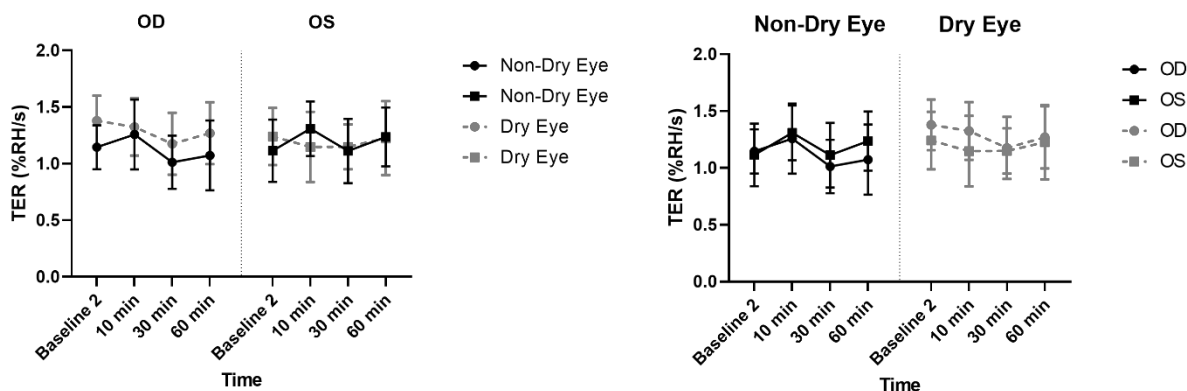 OD OS
2.0
1.5
1.0
0.5
0.0
TER (%RH/s)
Baseline 2 10 min 30 min 60 min Baseline 2 10 min 30 min 60 min
Time
Non-Dry Eye
Non-Dry Eye
Dry Eye
Dry Eye
Non-Dry Eye Dry Eye
2.0
1.5
1.0
0.5
0.0
TER (%RH/s)
Baseline 2 10 min 30 min 60 min Baseline 2 10 min 30 min 60 min
Time
OD
OS
OD
OS